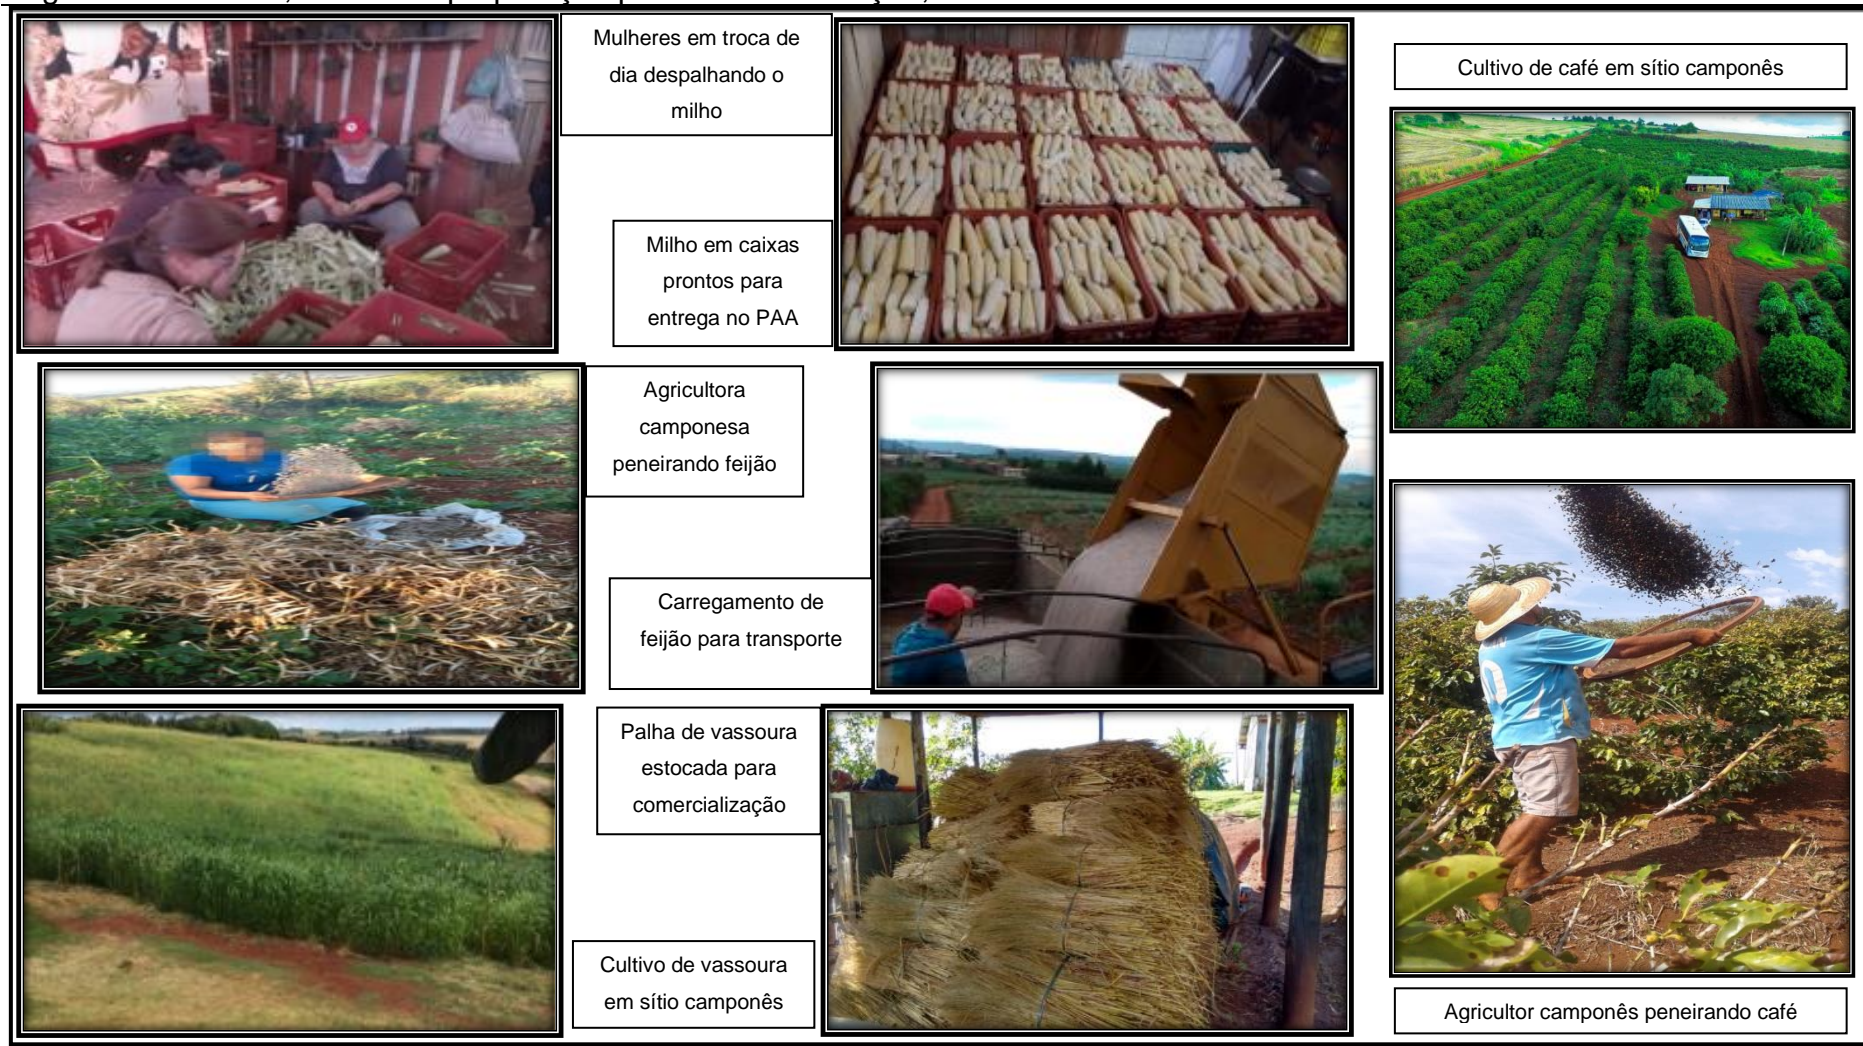 Mulheres em troca de
dia despalhando o
milho
Cultivo de café em sítio camponês
Milho em caixas
prontos para
entrega no PAA
Agricultora
camponesa
peneirando feijão
Carregamento de
feijão para transporte
Palha de vassoura
estocada para
comercialização
Cultivo de vassoura
em sítio camponês
Agricultor camponês peneirando café